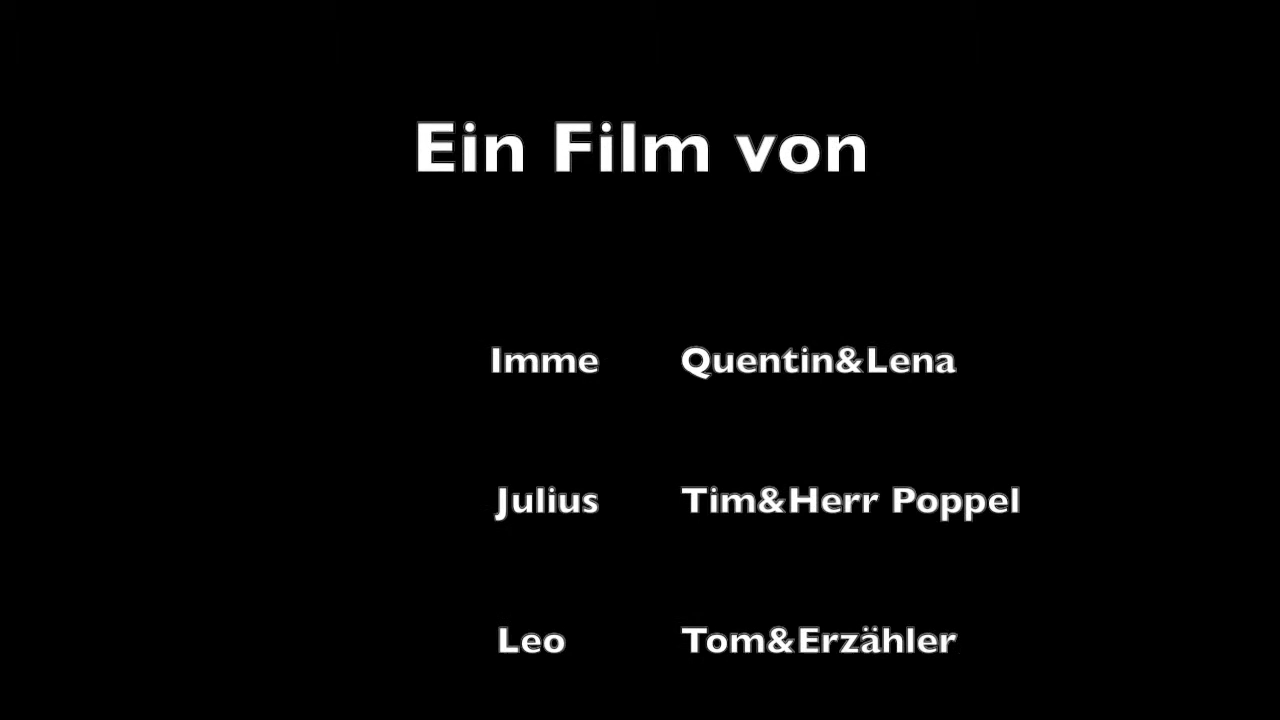 Ein Film von
Imme Quentin&Lena
Julius Tim&Herr Poppel
Leo Tom&Erzähler